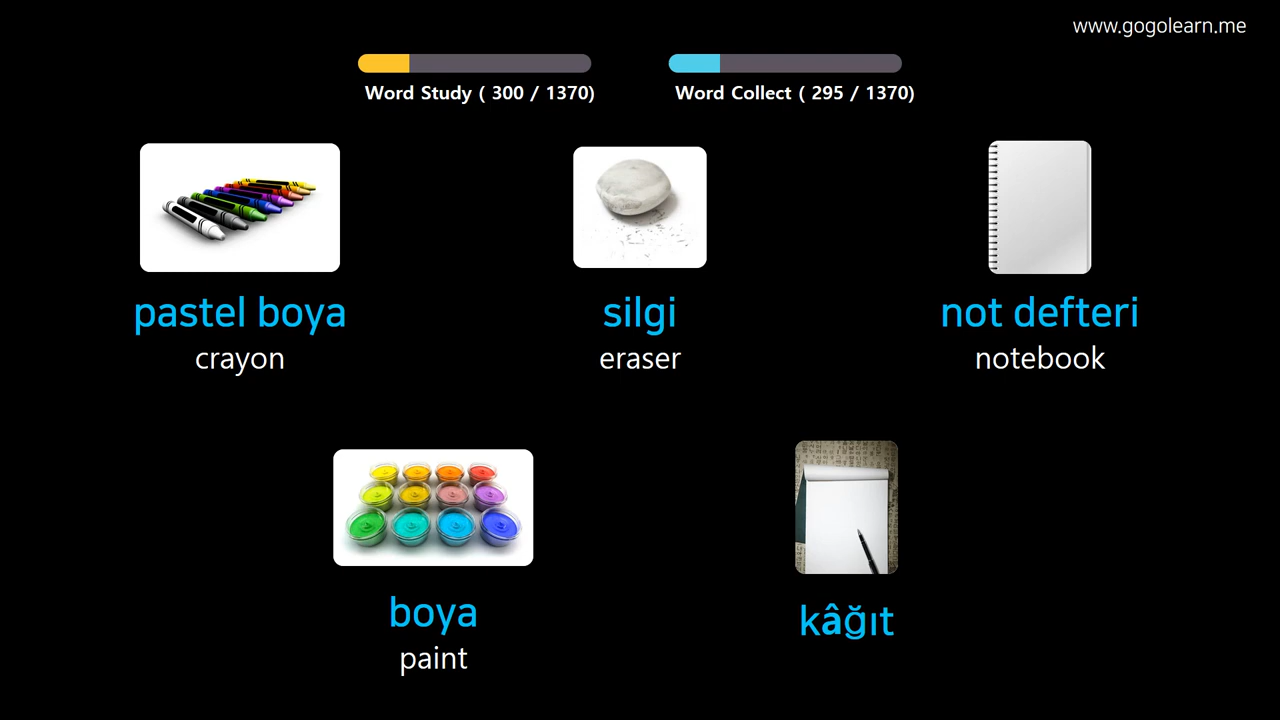 www.gogolearn.me
Word Study ( 300 / 1370)
Word Collect ( 295 / 1370)
pastel boya
crayon
silgi
eraser
not defteri
notebook
boya
paint
kâğıt